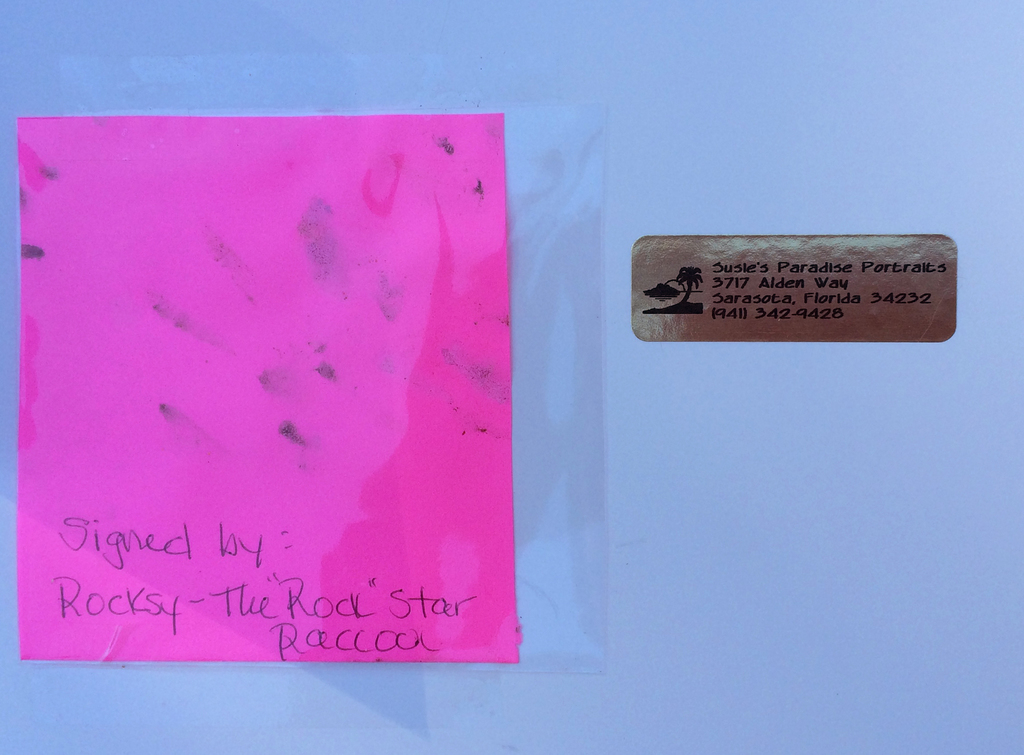 Signed by:
Rocksy - The "Rock" Star
Raccoon
Susie's Paradise Portraits
3717 Alden Way
Sarasota, Florida 34232
(941) 342-9428